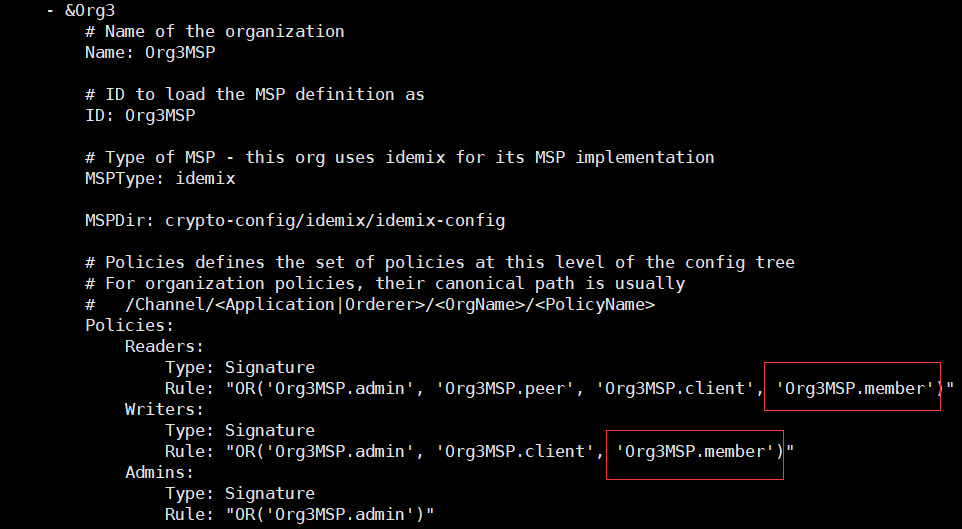 - &Org3
# Name of the organization
Name: Org3MSP
# ID to load the MSP definition as
ID: Org3MSP
# Type of MSP - this org uses idemix for its MSP implementation
MSPType: idemix
MSPDir: crypto-config/idemix/idemix-config
# Policies defines the set of policies at this level of the config tree
# For organization policies, their canonical path is usually
#   /Channel/<Application|Orderer>/<OrgName>/<PolicyName>
Policies:
Readers:
Type: Signature
Rule: "OR('Org3MSP.admin', 'Org3MSP.peer', 'Org3MSP.client', 'Org3MSP.member')"
Writers:
Type: Signature
Rule: "OR('Org3MSP.admin', 'Org3MSP.client', 'Org3MSP.member')"
Admins:
Type: Signature
Rule: "OR('Org3MSP.admin')"